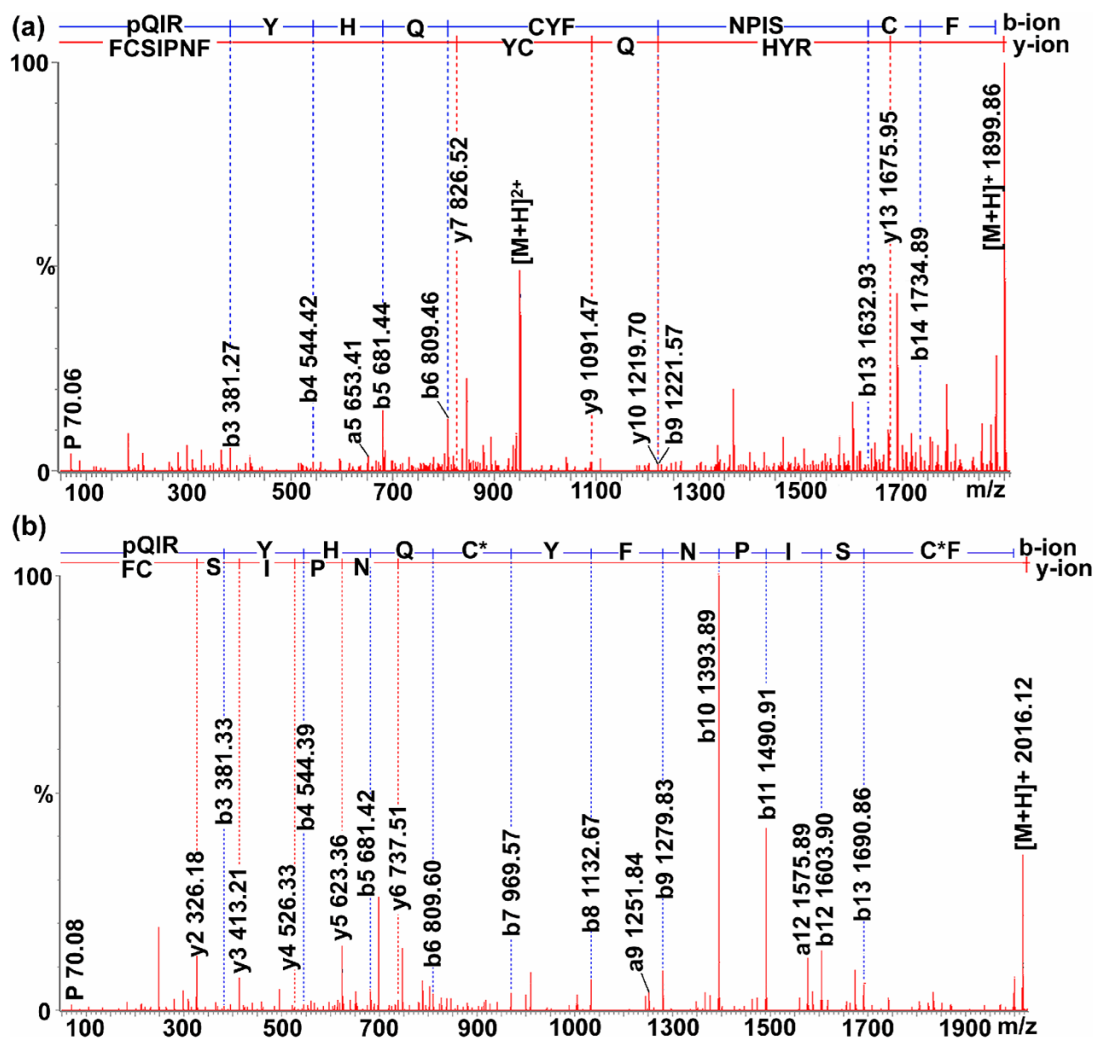 (a)
pQIR Y H Q CYF NPIS C F b-ion
FCSIPNF YC Q HYR y-ion
100
%
0
P 70.06
b3 381.27
b4 544.42
a5 653.41
b5 681.44
b6 809.46
y7 826.52
[M+H]²⁺
y9 1091.47
y10 1219.70
b9 1221.57
b13 1632.93
y13 1675.95
b14 1734.89
[M+H]⁺ 1899.86
100 300 500 700 900 1100 1300 1500 1700 m/z
(b)
pQIR Y H Q C* Y F N P I S C*F b-ion
FC S I P N y-ion
100
%
0
P 70.08
y2 326.18
b3 381.33
y3 413.21
y4 526.33
b4 544.39
y5 623.36
b5 681.42
y6 737.51
b6 809.60
b7 969.57
b8 1132.67
a9 1251.84
b9 1279.83
b10 1393.89
b11 1490.91
a12 1575.89
b12 1603.90
b13 1690.86
[M+H]+ 2016.12
100 300 500 700 900 1100 1300 1500 1700 1900 m/z